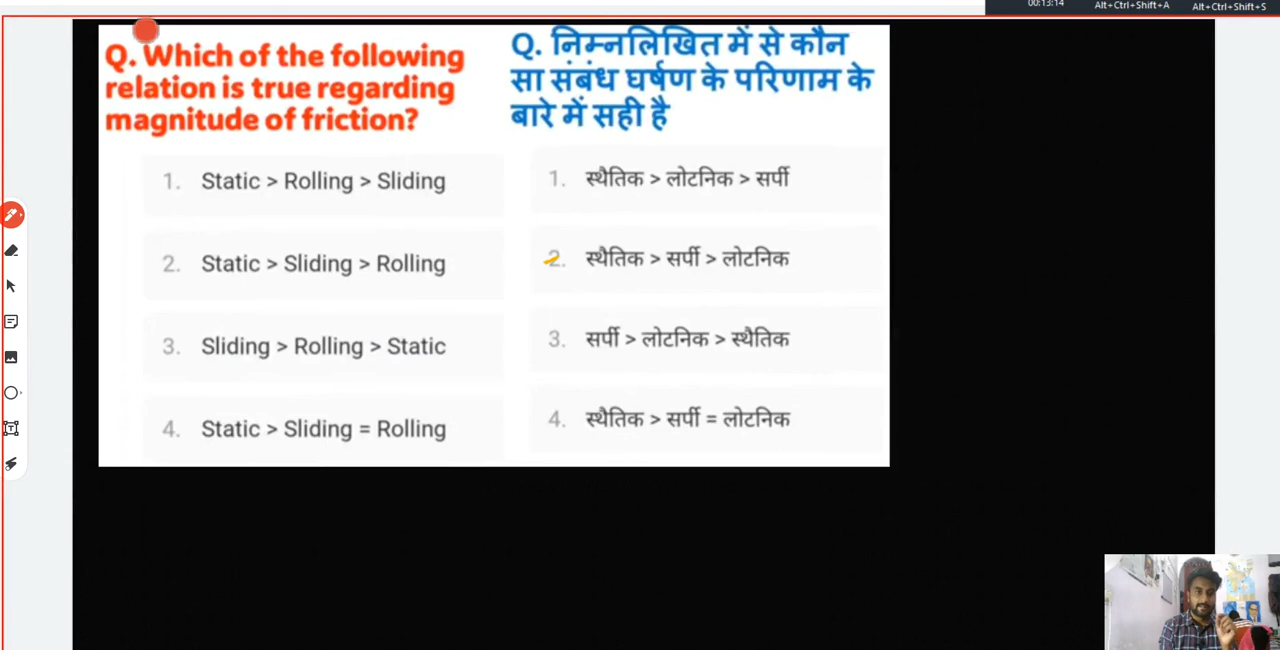 00:13:14
Alt+Ctrl+Shift+A
Alt+Ctrl+Shift+S
Q. Which of the following
relation is true regarding
magnitude of friction?
1. Static > Rolling > Sliding
2. Static > Sliding > Rolling
3. Sliding > Rolling > Static
4. Static > Sliding = Rolling
Q. निम्नलिखित में से कौन
सा संबंध घर्षण के परिणाम के
बारे में सही है
1. स्थैतिक > लोटनिक > सर्पी
2. स्थैतिक > सर्पी > लोटनिक
3. सर्पी > लोटनिक > स्थैतिक
4. स्थैतिक > सर्पी = लोटनिक